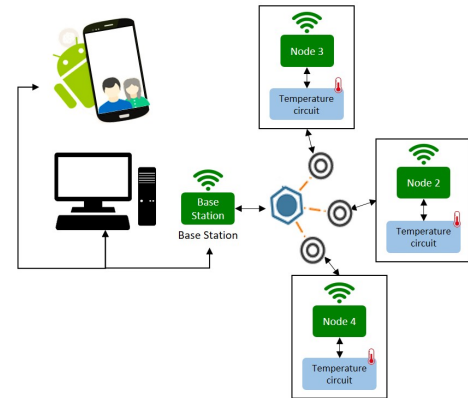 Node 3
Temperature
circuit
Node 2
Temperature
circuit
Base
Station
Base Station
Node 4
Temperature
circuit